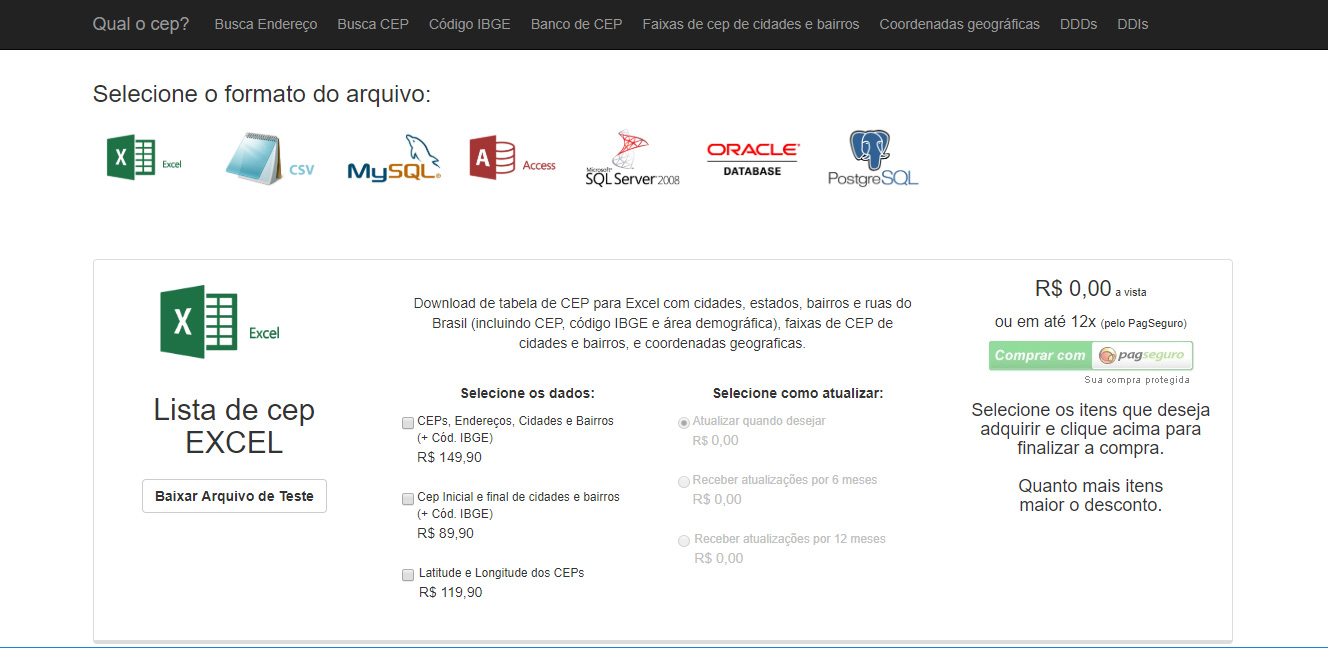 Qual o cep? Busca Endereço Busca CEP Código IBGE Banco de CEP Faixas de cep de cidades e bairros Coordenadas geográficas DDDs DDIs
Selecione o formato do arquivo:
X Excel
CSV
MySQL
A Access
Microsoft
SQL Server 2008
ORACLE
DATABASE
PostgreSQL
X Excel
Lista de cep
EXCEL
Baixar Arquivo de Teste
Download de tabela de CEP para Excel com cidades, estados, bairros e ruas do
Brasil (incluindo CEP, código IBGE e área demográfica), faixas de CEP de
cidades e bairros, e coordenadas geograficas.
Selecione os dados:
CEPs, Endereços, Cidades e Bairros
(+ Cód. IBGE)
R$ 149,90
Cep Inicial e final de cidades e bairros
(+ Cód. IBGE)
R$ 89,90
Latitude e Longitude dos CEPs
R$ 119,90
Selecione como atualizar:
Atualizar quando desejar
R$ 0,00
Receber atualizações por 6 meses
R$ 0,00
Receber atualizações por 12 meses
R$ 0,00
R$ 0,00 a vista
ou em até 12x (pelo PagSeguro)
Comprar com pagseguro
Sua compra protegida
Selecione os itens que deseja
adquirir e clique acima para
finalizar a compra.
Quanto mais itens
maior o desconto.